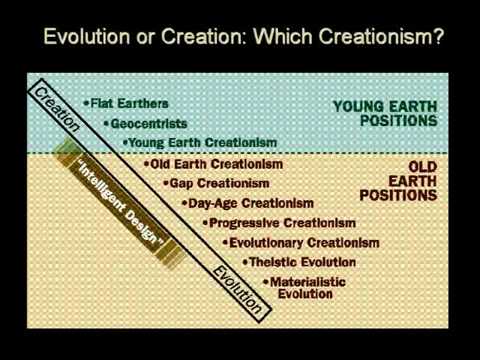 Evolution or Creation: Which Creationism?
Creation
•Flat Earthers
•Geocentrists
•Young Earth Creationism
YOUNG EARTH
POSITIONS
•Old Earth Creationism
•Gap Creationism
•Day-Age Creationism
•Progressive Creationism
•Evolutionary Creationism
•Theistic Evolution
•Materialistic
Evolution
OLD
EARTH
POSITIONS
"Intelligent Design"
Evolution